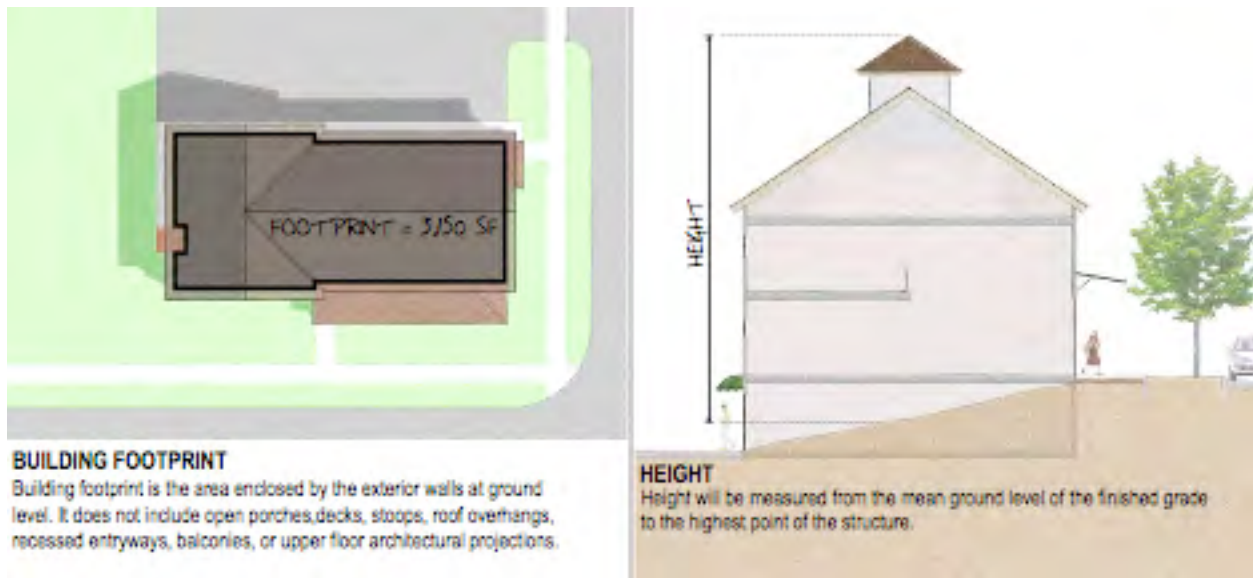 FOOTPRINT = 3,150 SF
BUILDING FOOTPRINT
Building footprint is the area enclosed by the exterior walls at ground
level. It does not include open porches,decks, stoops, roof overhangs,
recessed entryways, balconies, or upper floor architectural projections.
HEIGHT
HEIGHT
Height will be measured from the mean ground level of the finished grade
to the highest point of the structure.